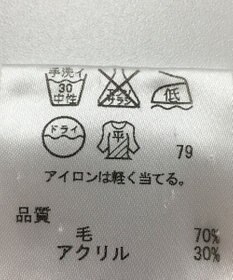 手洗イ
30
中性
エンソ
サラシ
低
ドライ
平
79
アイロンは軽く当てる。
品質
毛 70%
アクリル 30%